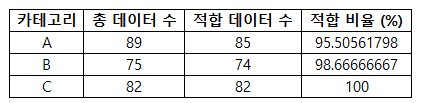 카테고리 총 데이터 수 적합 데이터 수 적합 비율 (%)
A 89 85 95.50561798
B 75 74 98.66666667
C 82 82 100